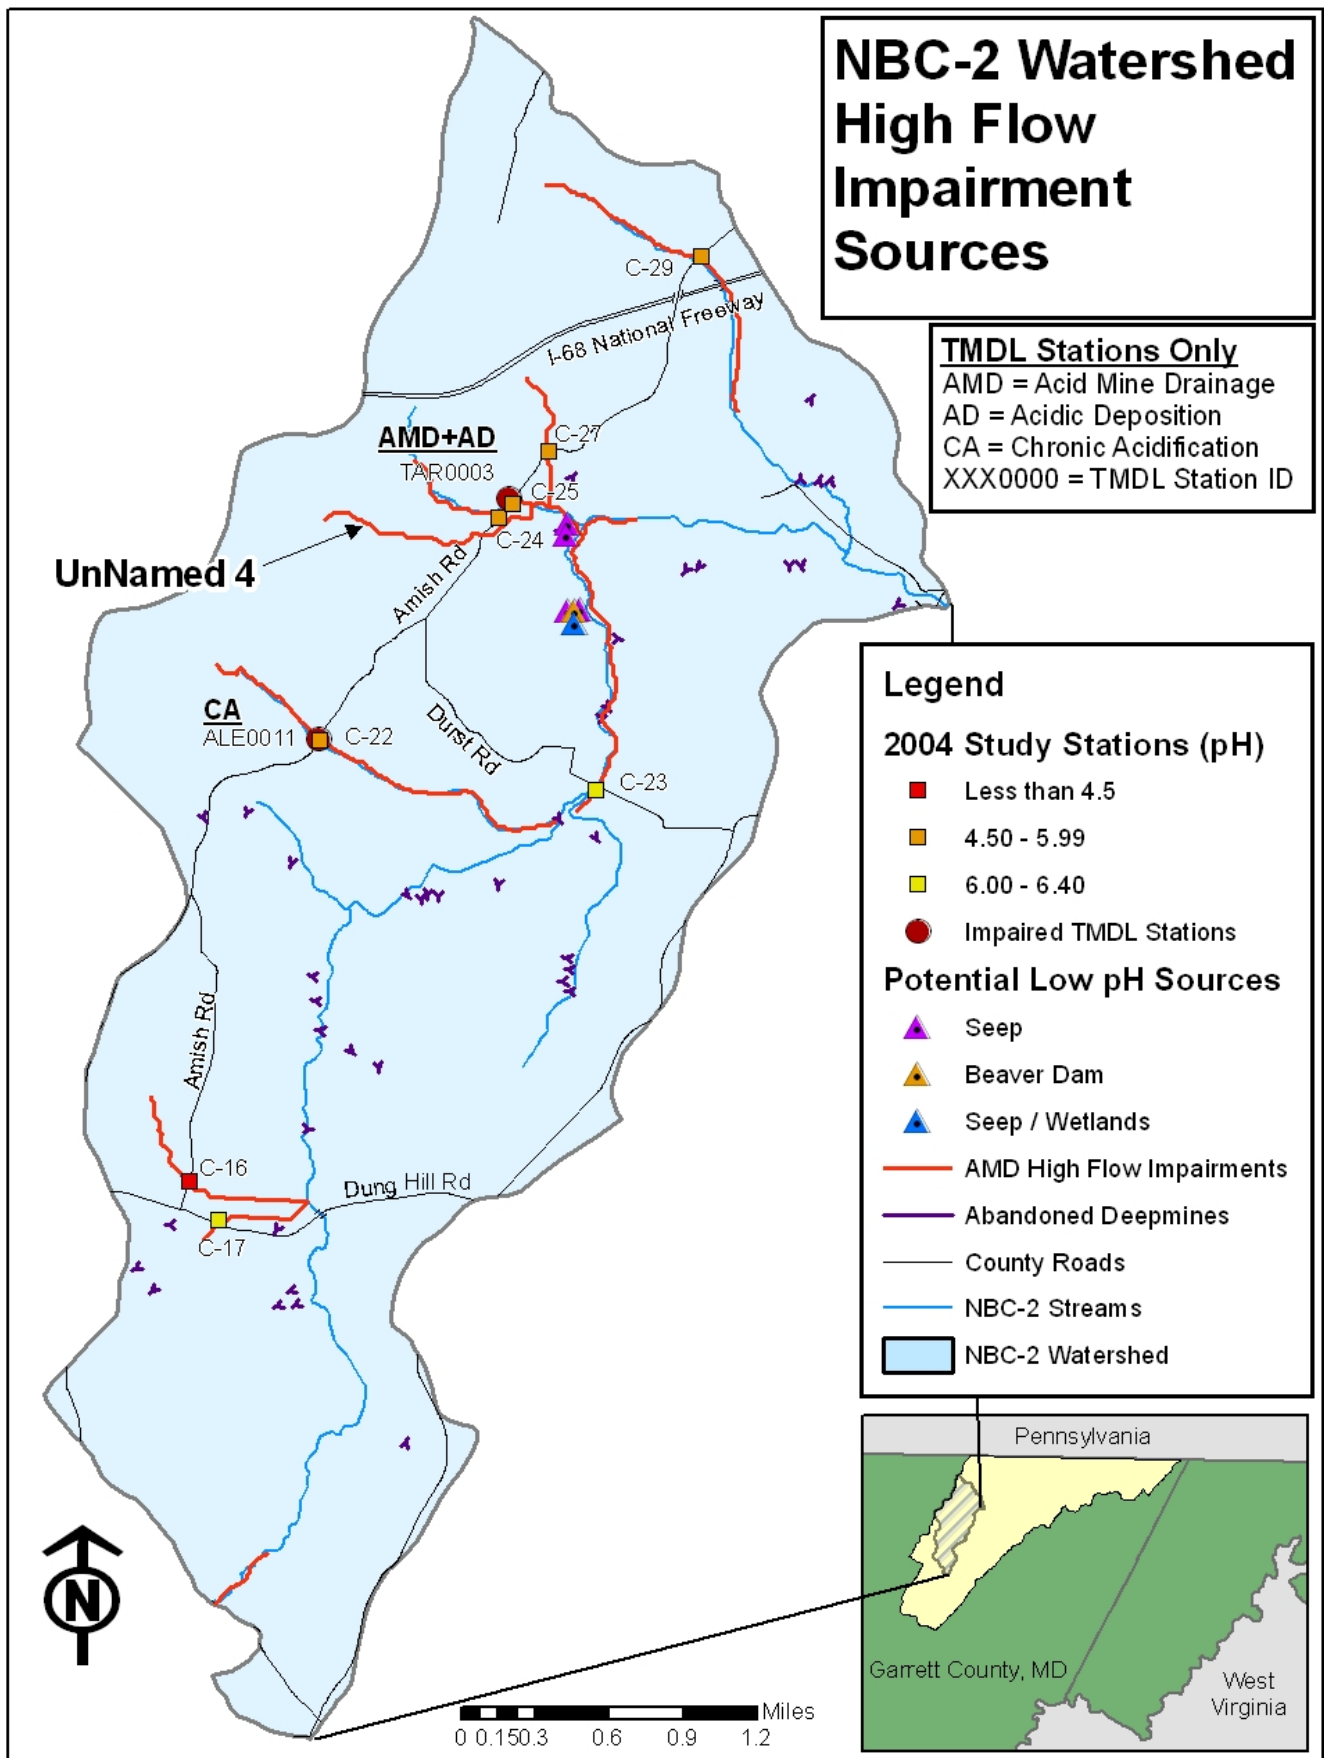 NBC-2 Watershed
High Flow
Impairment
Sources
TMDL Stations Only
AMD = Acid Mine Drainage
AD = Acidic Deposition
CA = Chronic Acidification
XXX0000 = TMDL Station ID
C-29
I-68 National Freeway
C-27
AMD+AD
TAR0003
C-25
C-24
UnNamed 4
Amish Rd
CA
ALE0011
C-22
Durst Rd
C-23
Amish Rd
C-16
Dung Hill Rd
C-17
Legend
2004 Study Stations (pH)
Less than 4.5
4.50 - 5.99
6.00 - 6.40
Impaired TMDL Stations
Potential Low pH Sources
Seep
Beaver Dam
Seep / Wetlands
AMD High Flow Impairments
Abandoned Deepmines
County Roads
NBC-2 Streams
NBC-2 Watershed
Pennsylvania
Garrett County, MD
West
Virginia
N
Miles
0 0.150.3 0.6 0.9 1.2